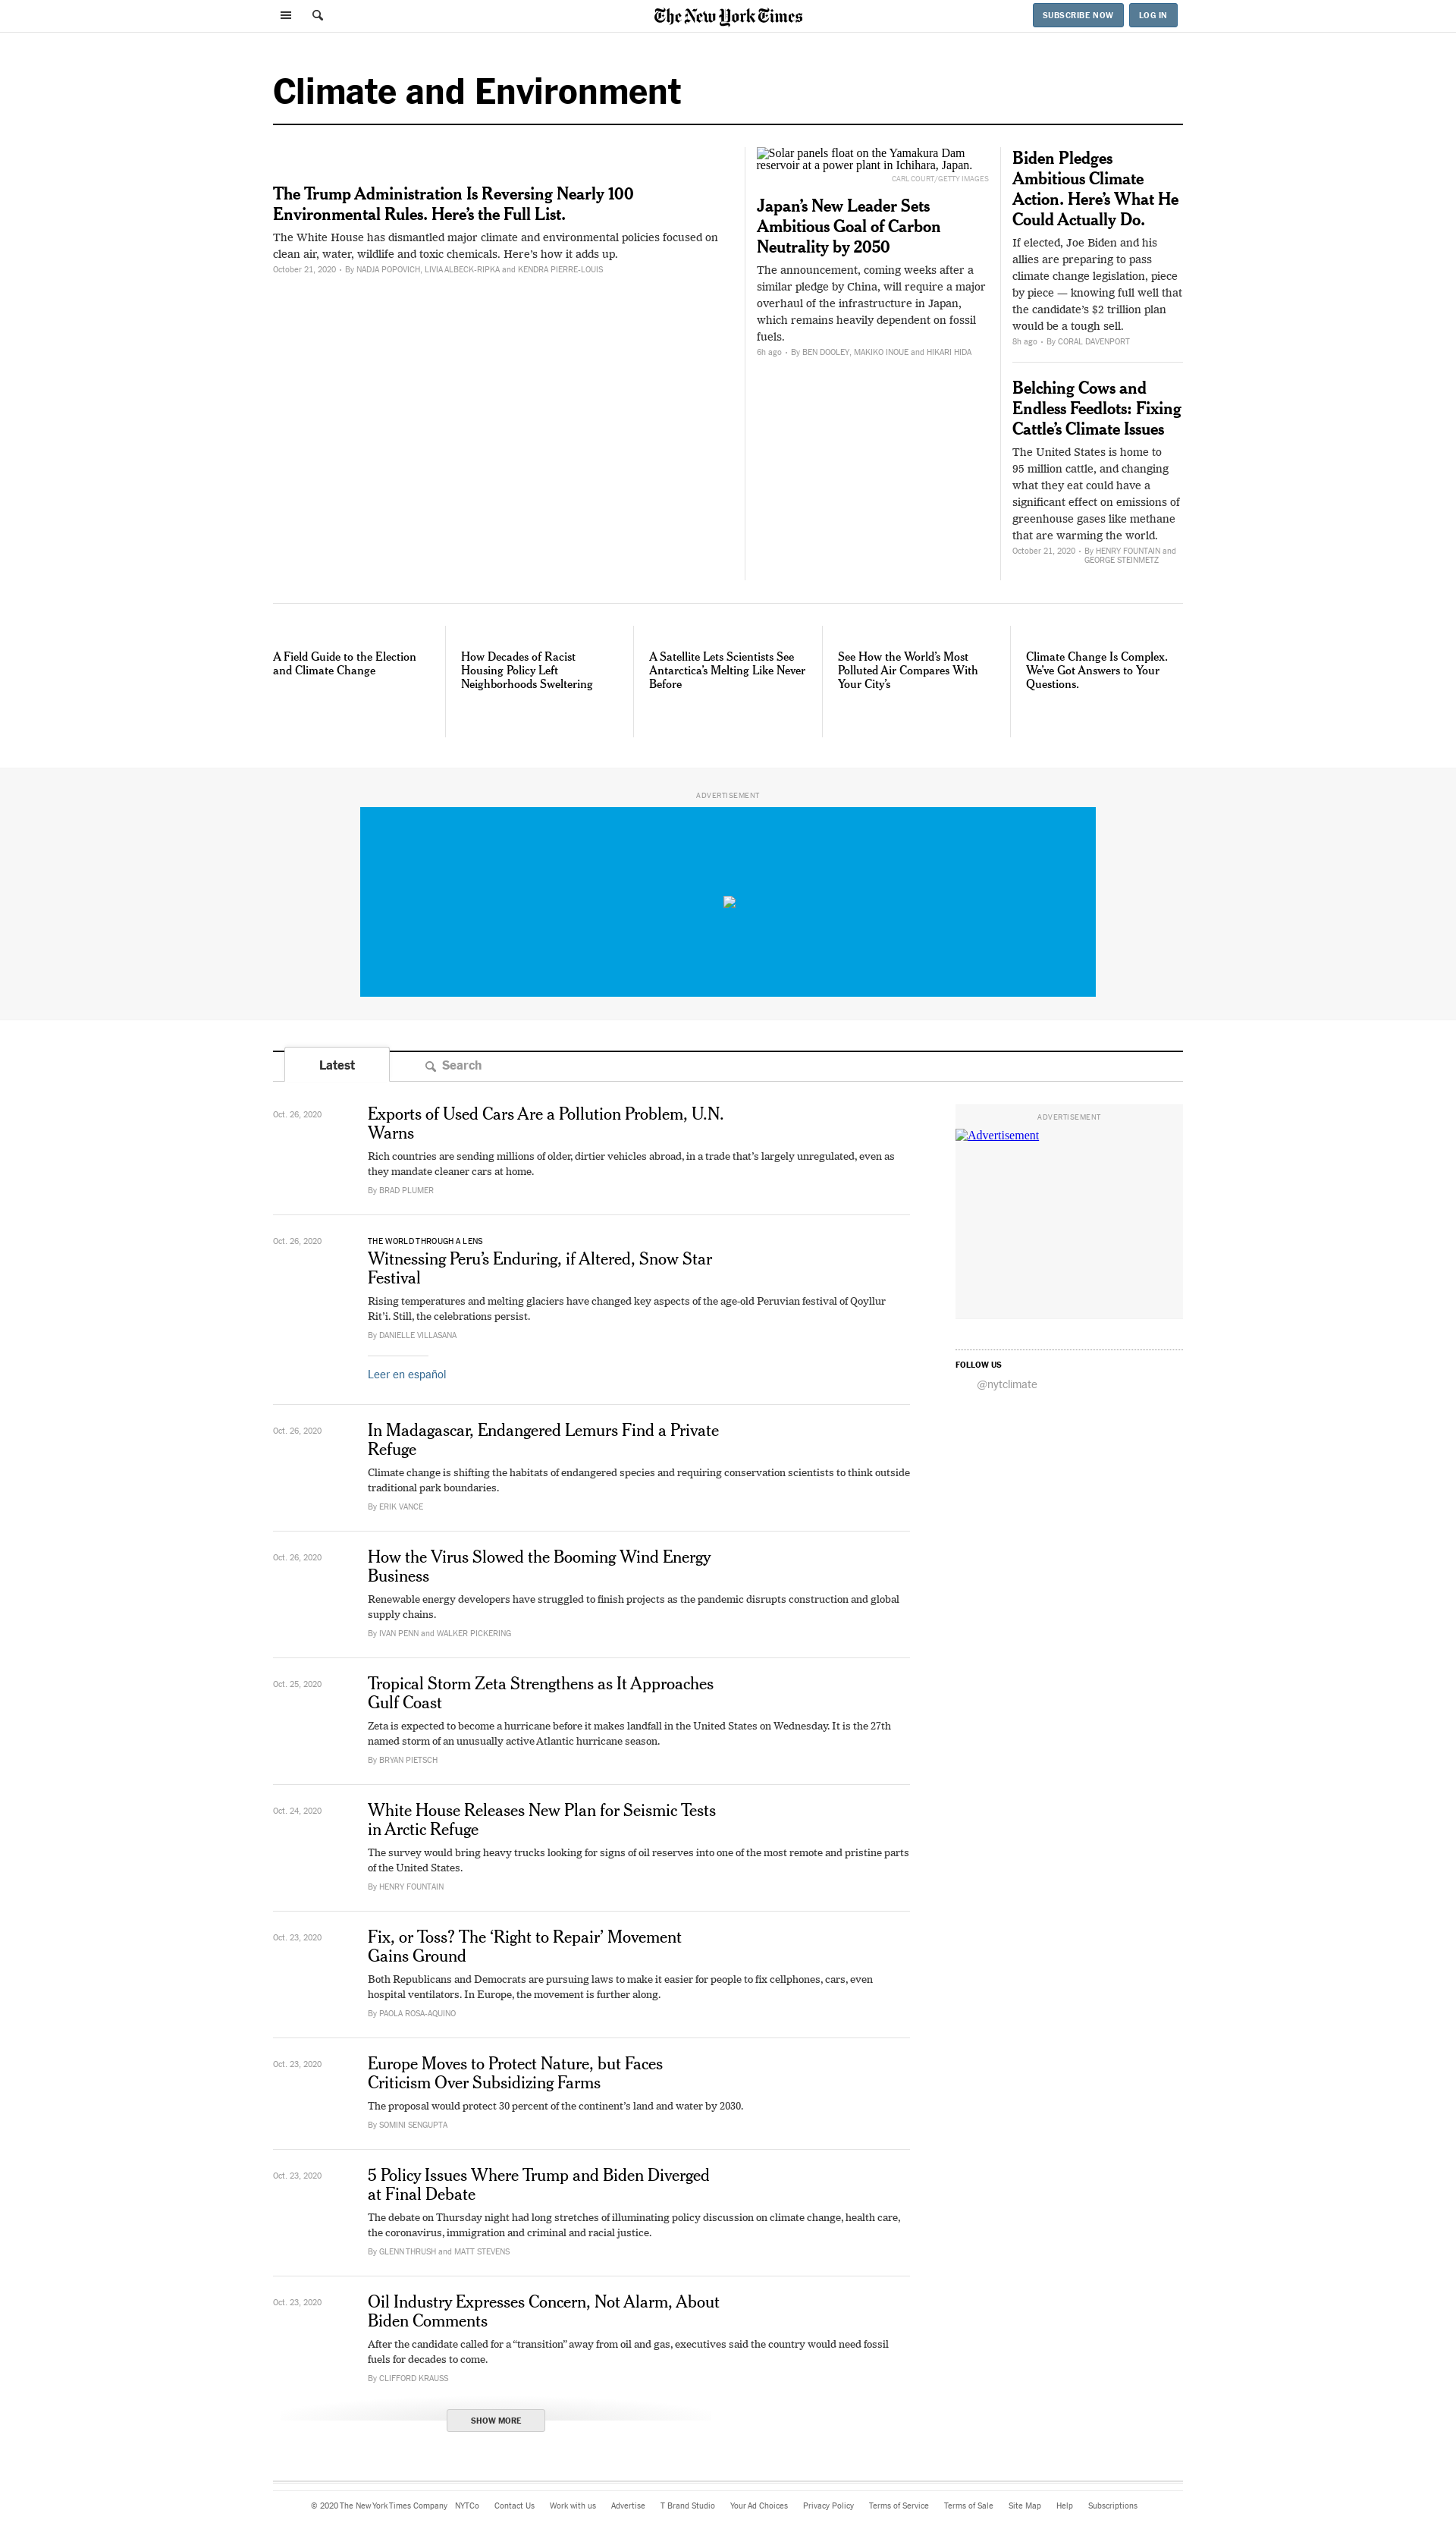 The New York Times
SUBSCRIBE NOW
LOG IN
Climate and Environment
The Trump Administration Is Reversing Nearly 100
Environmental Rules. Here’s the Full List.
The White House has dismantled major climate and environmental policies focused on
clean air, water, wildlife and toxic chemicals. Here’s how it adds up.
October 21, 2020 • By NADJA POPOVICH, LIVIA ALBECK-RIPKA and KENDRA PIERRE-LOUIS
Solar panels float on the Yamakura Dam
reservoir at a power plant in Ichihara, Japan.
CARL COURT/GETTY IMAGES
Japan’s New Leader Sets
Ambitious Goal of Carbon
Neutrality by 2050
The announcement, coming weeks after a
similar pledge by China, will require a major
overhaul of the infrastructure in Japan,
which remains heavily dependent on fossil
fuels.
6h ago • By BEN DOOLEY, MAKIKO INOUE and HIKARI HIDA
Biden Pledges
Ambitious Climate
Action. Here’s What He
Could Actually Do.
If elected, Joe Biden and his
allies are preparing to pass
climate change legislation, piece
by piece — knowing full well that
the candidate’s $2 trillion plan
would be a tough sell.
8h ago • By CORAL DAVENPORT
Belching Cows and
Endless Feedlots: Fixing
Cattle’s Climate Issues
The United States is home to
95 million cattle, and changing
what they eat could have a
significant effect on emissions of
greenhouse gases like methane
that are warming the world.
October 21, 2020 • By HENRY FOUNTAIN and
GEORGE STEINMETZ
A Field Guide to the Election
and Climate Change
How Decades of Racist
Housing Policy Left
Neighborhoods Sweltering
A Satellite Lets Scientists See
Antarctica’s Melting Like Never
Before
See How the World’s Most
Polluted Air Compares With
Your City’s
Climate Change Is Complex.
We’ve Got Answers to Your
Questions.
ADVERTISEMENT
Latest
Search
Oct. 26, 2020
Exports of Used Cars Are a Pollution Problem, U.N.
Warns
Rich countries are sending millions of older, dirtier vehicles abroad, in a trade that’s largely unregulated, even as
they mandate cleaner cars at home.
By BRAD PLUMER
ADVERTISEMENT
Advertisement
FOLLOW US
@nytclimate
Oct. 26, 2020
THE WORLD THROUGH A LENS
Witnessing Peru’s Enduring, if Altered, Snow Star
Festival
Rising temperatures and melting glaciers have changed key aspects of the age-old Peruvian festival of Qoyllur
Rit’i. Still, the celebrations persist.
By DANIELLE VILLASANA
Leer en español
Oct. 26, 2020
In Madagascar, Endangered Lemurs Find a Private
Refuge
Climate change is shifting the habitats of endangered species and requiring conservation scientists to think outside
traditional park boundaries.
By ERIK VANCE
Oct. 26, 2020
How the Virus Slowed the Booming Wind Energy
Business
Renewable energy developers have struggled to finish projects as the pandemic disrupts construction and global
supply chains.
By IVAN PENN and WALKER PICKERING
Oct. 25, 2020
Tropical Storm Zeta Strengthens as It Approaches
Gulf Coast
Zeta is expected to become a hurricane before it makes landfall in the United States on Wednesday. It is the 27th
named storm of an unusually active Atlantic hurricane season.
By BRYAN PIETSCH
Oct. 24, 2020
White House Releases New Plan for Seismic Tests
in Arctic Refuge
The survey would bring heavy trucks looking for signs of oil reserves into one of the most remote and pristine parts
of the United States.
By HENRY FOUNTAIN
Oct. 23, 2020
Fix, or Toss? The ‘Right to Repair’ Movement
Gains Ground
Both Republicans and Democrats are pursuing laws to make it easier for people to fix cellphones, cars, even
hospital ventilators. In Europe, the movement is further along.
By PAOLA ROSA-AQUINO
Oct. 23, 2020
Europe Moves to Protect Nature, but Faces
Criticism Over Subsidizing Farms
The proposal would protect 30 percent of the continent’s land and water by 2030.
By SOMINI SENGUPTA
Oct. 23, 2020
5 Policy Issues Where Trump and Biden Diverged
at Final Debate
The debate on Thursday night had long stretches of illuminating policy discussion on climate change, health care,
the coronavirus, immigration and criminal and racial justice.
By GLENN THRUSH and MATT STEVENS
Oct. 23, 2020
Oil Industry Expresses Concern, Not Alarm, About
Biden Comments
After the candidate called for a “transition” away from oil and gas, executives said the country would need fossil
fuels for decades to come.
By CLIFFORD KRAUSS
SHOW MORE
© 2020 The New York Times Company NYTCo Contact Us Work with us Advertise T Brand Studio Your Ad Choices Privacy Policy Terms of Service Terms of Sale Site Map Help Subscriptions